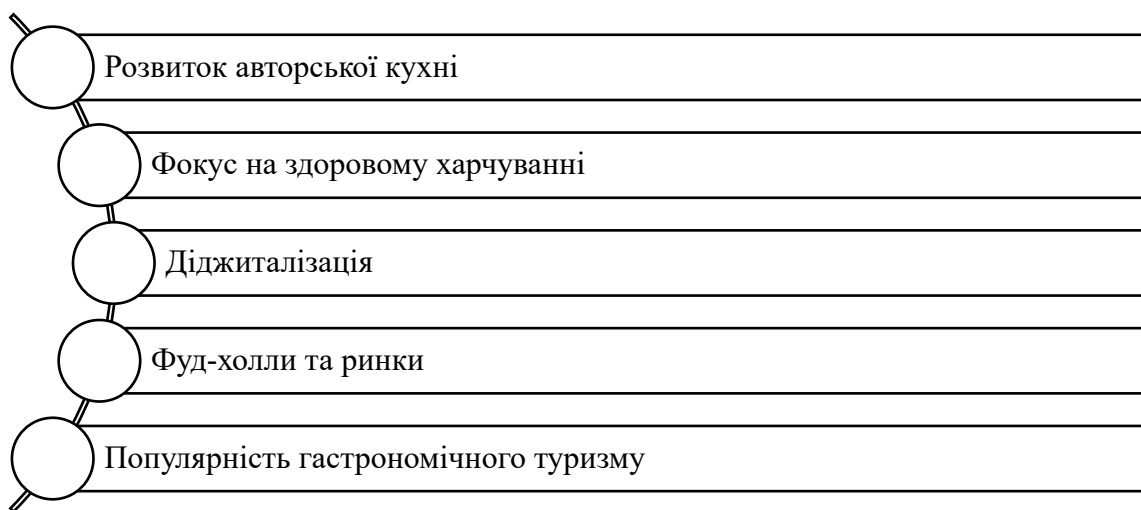 Розвиток авторської кухні
Фокус на здоровому харчуванні
Діджиталізація
Фуд-холли та ринки
Популярність гастрономічного туризму